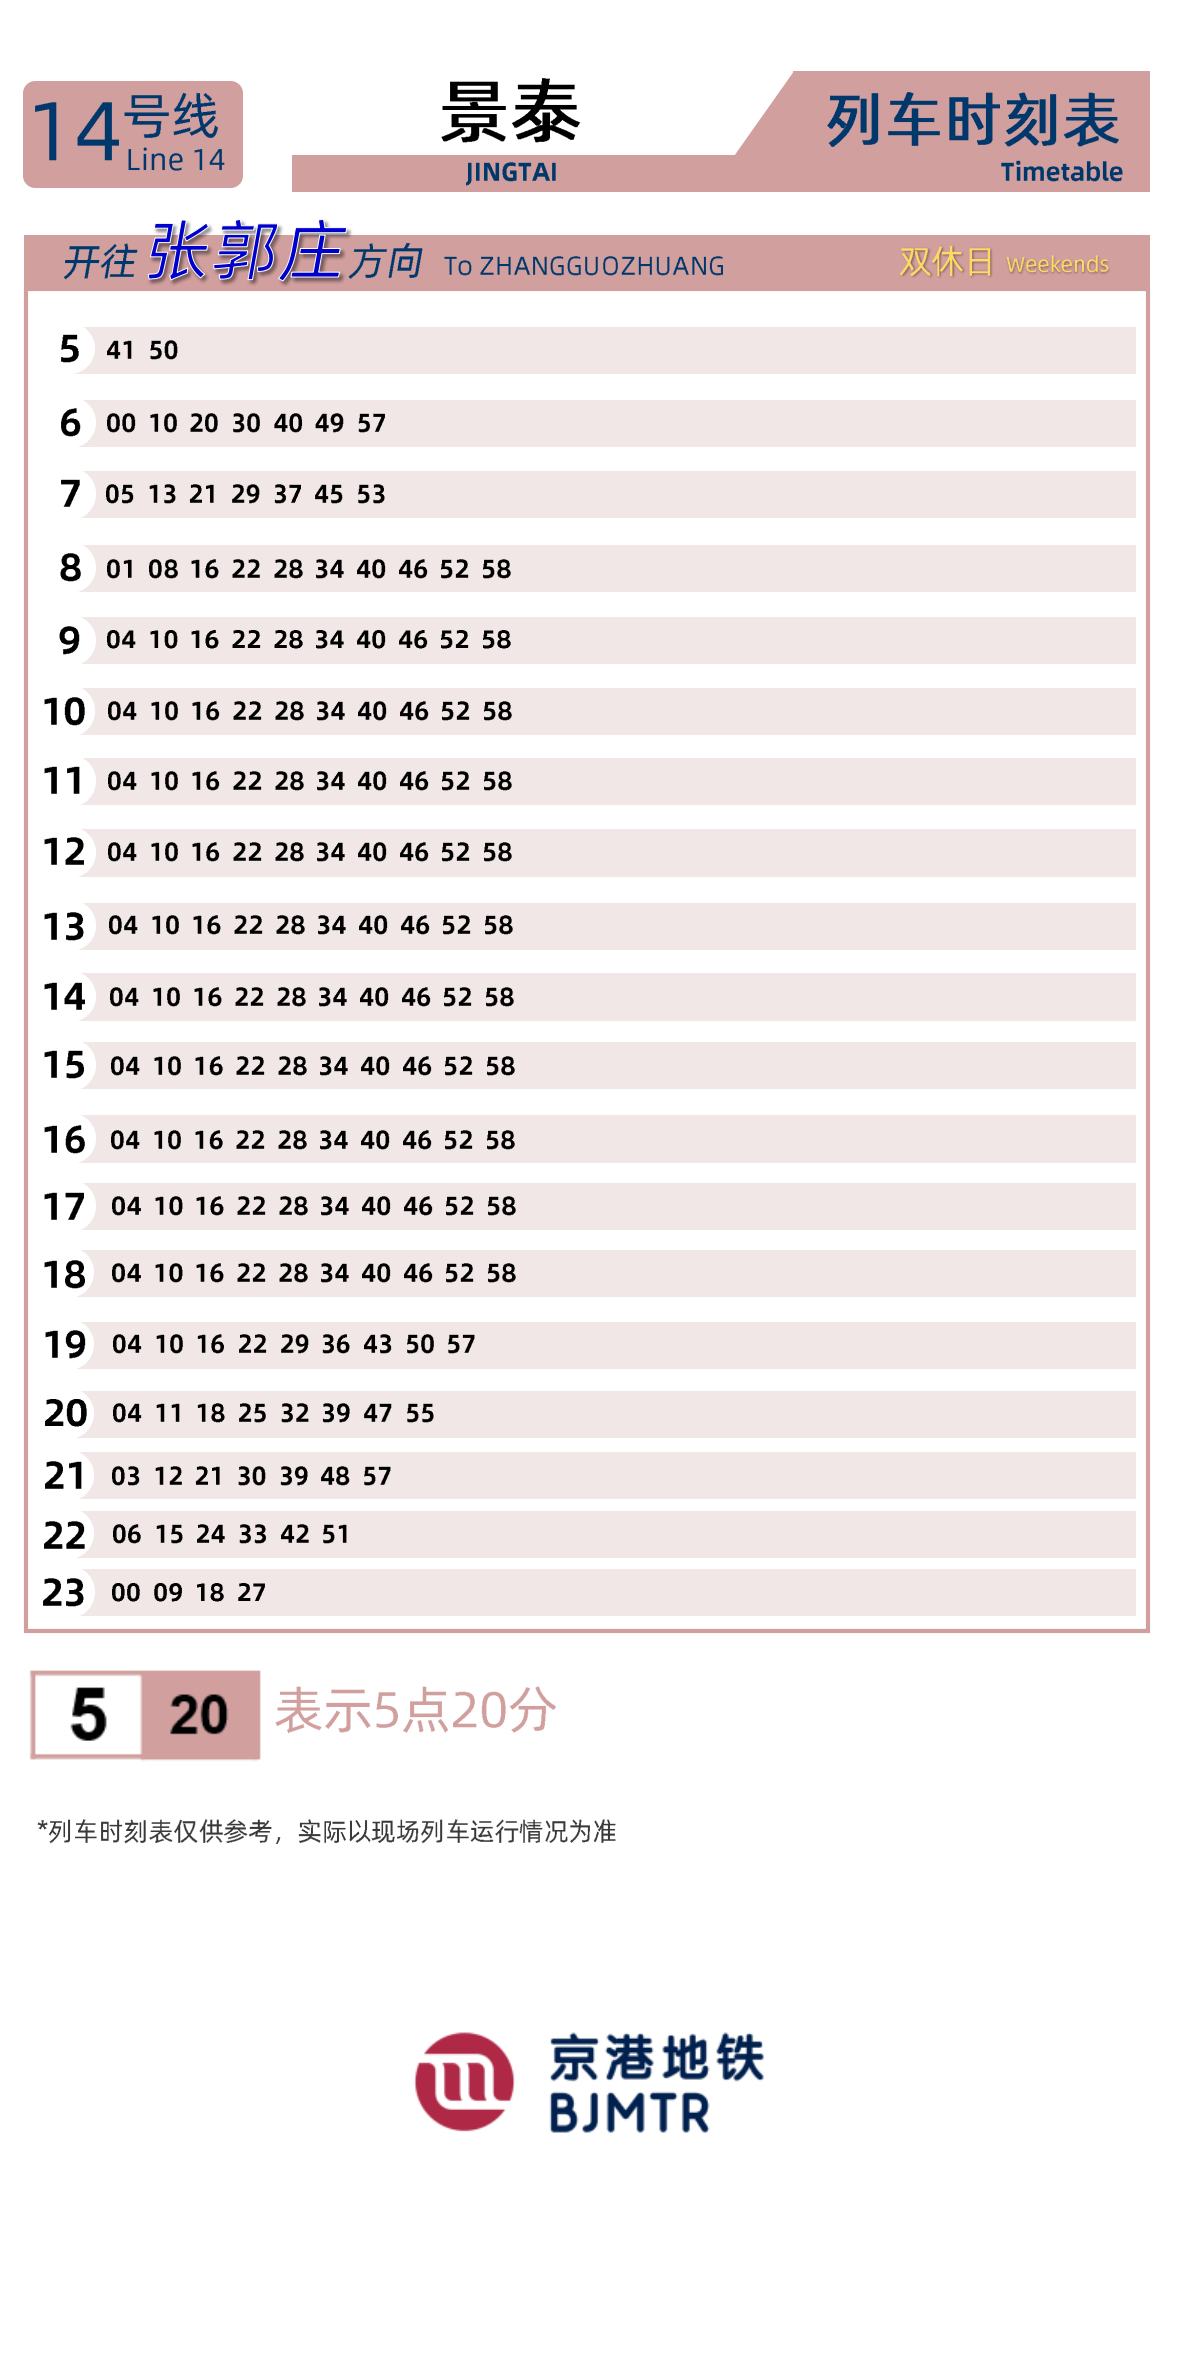 14号线
Line 14
景泰
JINGTAI
列车时刻表
Timetable
开往 张郭庄 方向 To ZHANGGUOZHUANG 双休日 Weekends
5 41 50
6 00 10 20 30 40 49 57
7 05 13 21 29 37 45 53
8 01 08 16 22 28 34 40 46 52 58
9 04 10 16 22 28 34 40 46 52 58
10 04 10 16 22 28 34 40 46 52 58
11 04 10 16 22 28 34 40 46 52 58
12 04 10 16 22 28 34 40 46 52 58
13 04 10 16 22 28 34 40 46 52 58
14 04 10 16 22 28 34 40 46 52 58
15 04 10 16 22 28 34 40 46 52 58
16 04 10 16 22 28 34 40 46 52 58
17 04 10 16 22 28 34 40 46 52 58
18 04 10 16 22 28 34 40 46 52 58
19 04 10 16 22 29 36 43 50 57
20 04 11 18 25 32 39 47 55
21 03 12 21 30 39 48 57
22 06 15 24 33 42 51
23 00 09 18 27
5 20 表示5点20分
*列车时刻表仅供参考，实际以现场列车运行情况为准
京港地铁
BJMTR